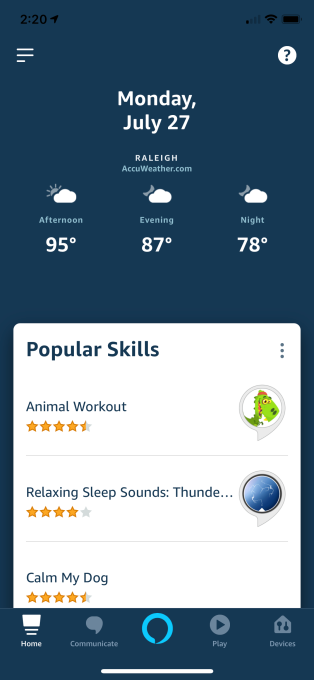 2:20
?
Monday,
July 27
RALEIGH
AccuWeather.com
Afternoon
Evening
Night
95°
87°
78°
Popular Skills
Animal Workout
Relaxing Sleep Sounds: Thunde...
Calm My Dog
Home
Communicate
Play
Devices